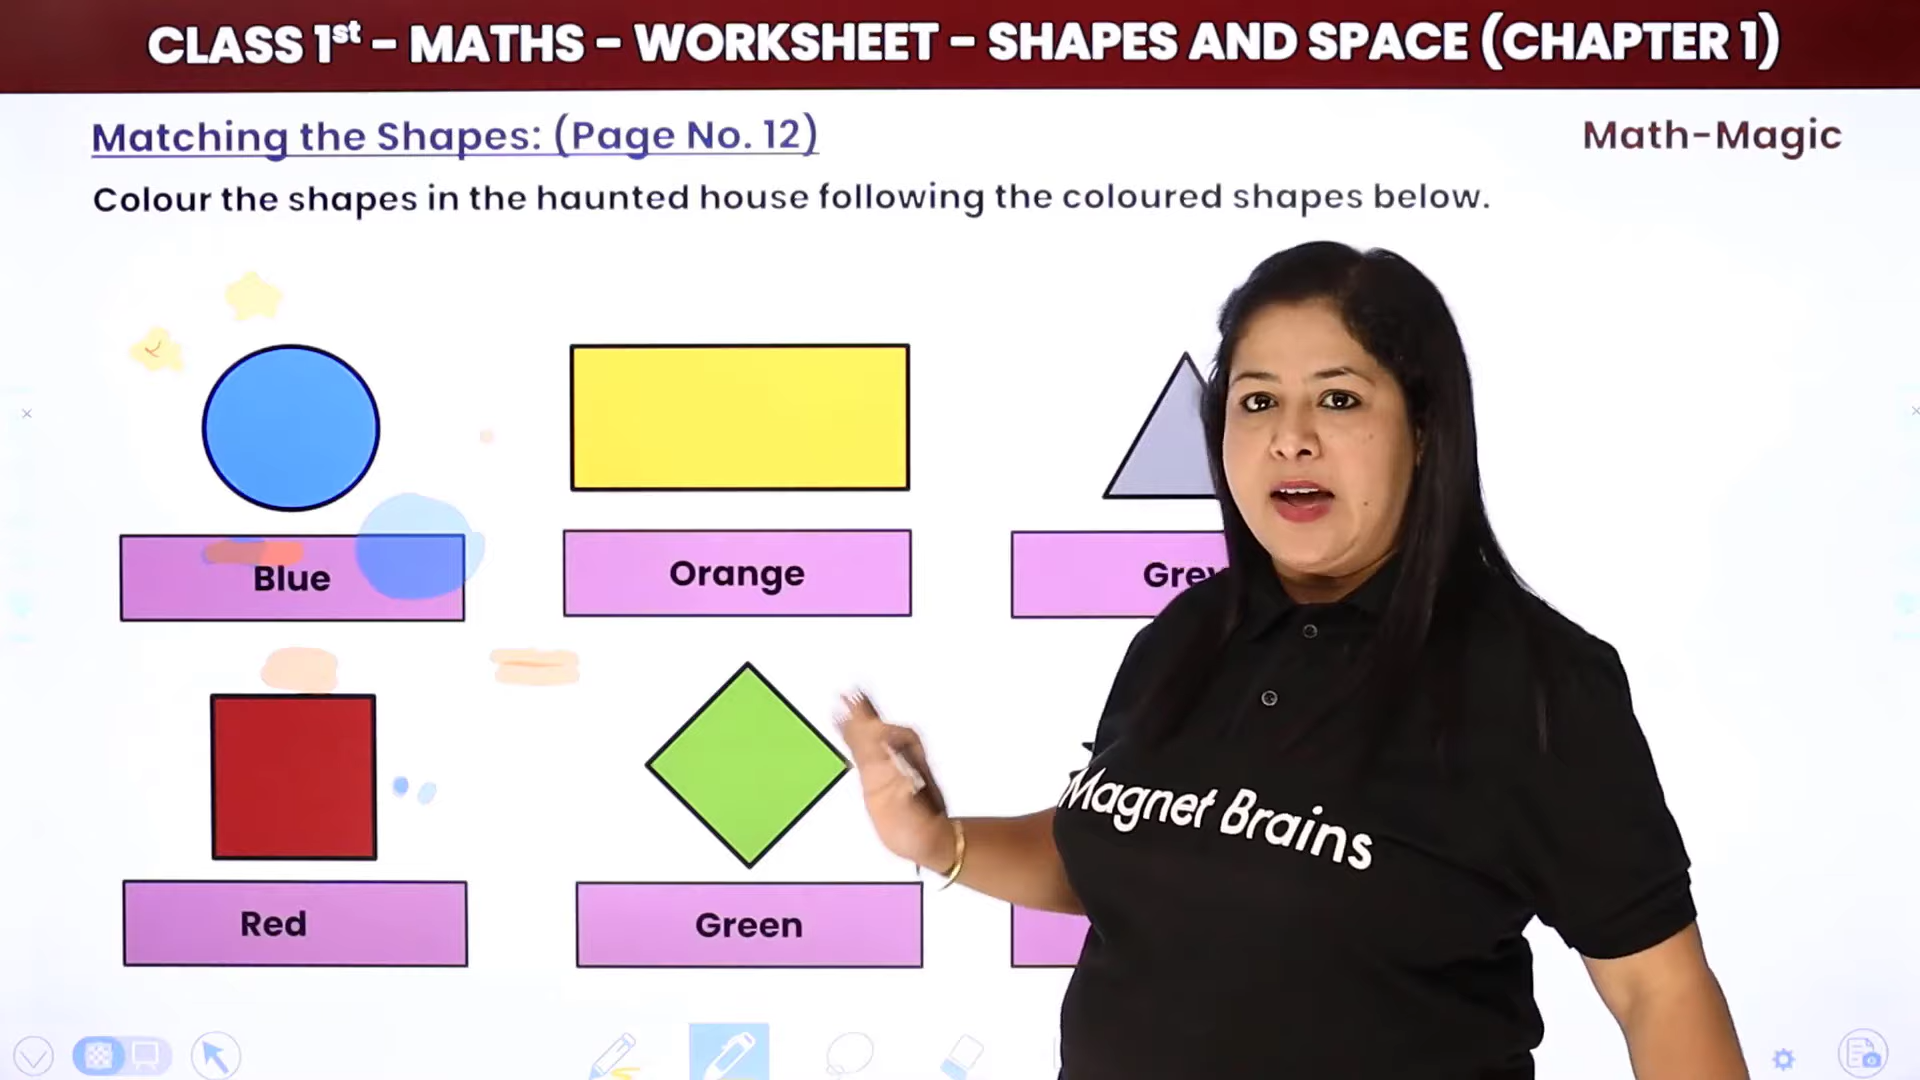 CLASS 1st - MATHS - WORKSHEET - SHAPES AND SPACE (CHAPTER 1)
Matching the Shapes: (Page No. 12)
Math-Magic
Colour the shapes in the haunted house following the coloured shapes below.
Blue
Orange
Grey
Red
Green
Magnet Brains